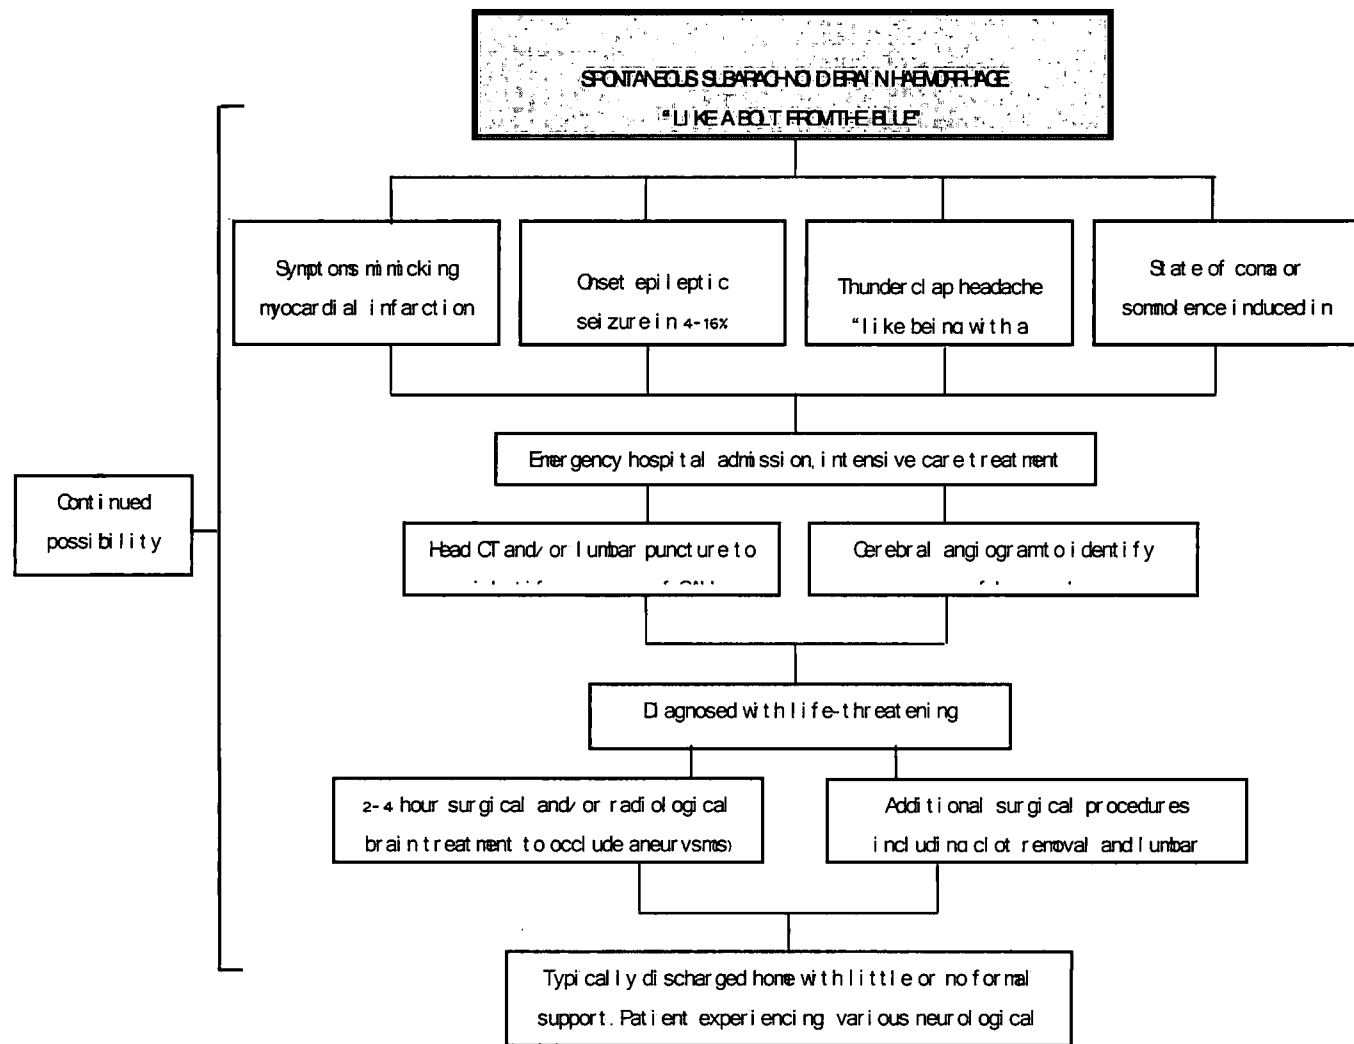 SPONTANEOUS SUBARACHNOID BRAIN HAEMORRHAGE
"LIKE A BOLT FROM THE BLUE"
Symptoms mimicking
myocardial infarction
Onset epileptic
seizure in 4-16%
Thunderclap headache
"like being with a
State of coma or
somnolence induced in
Emergency hospital admission, intensive care treatment
Continued
possibility
Head CT and/or lumbar puncture to
Cerebral angiogram to identify
Diagnosed with life-threatening
2-4 hour surgical and/or radiological
brain treatment to occlude aneurysms)
Additional surgical procedures
including clot removal and lumbar
Typically discharged home with little or no formal
support. Patient experiencing various neurological